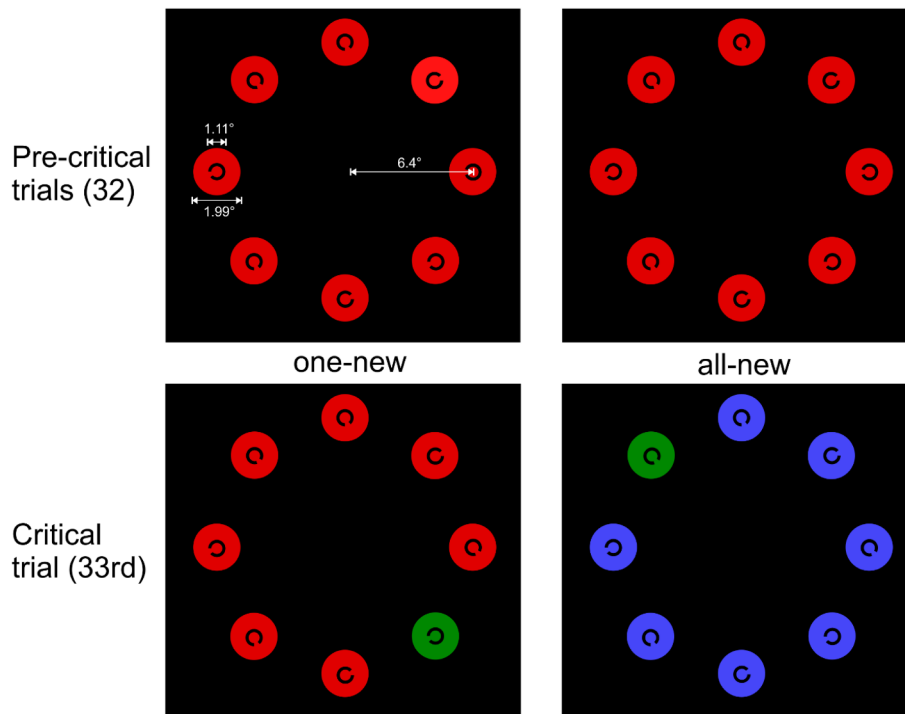 Pre-critical
trials (32)
1.11°
6.4°
1.99°
one-new
all-new
Critical
trial (33rd)